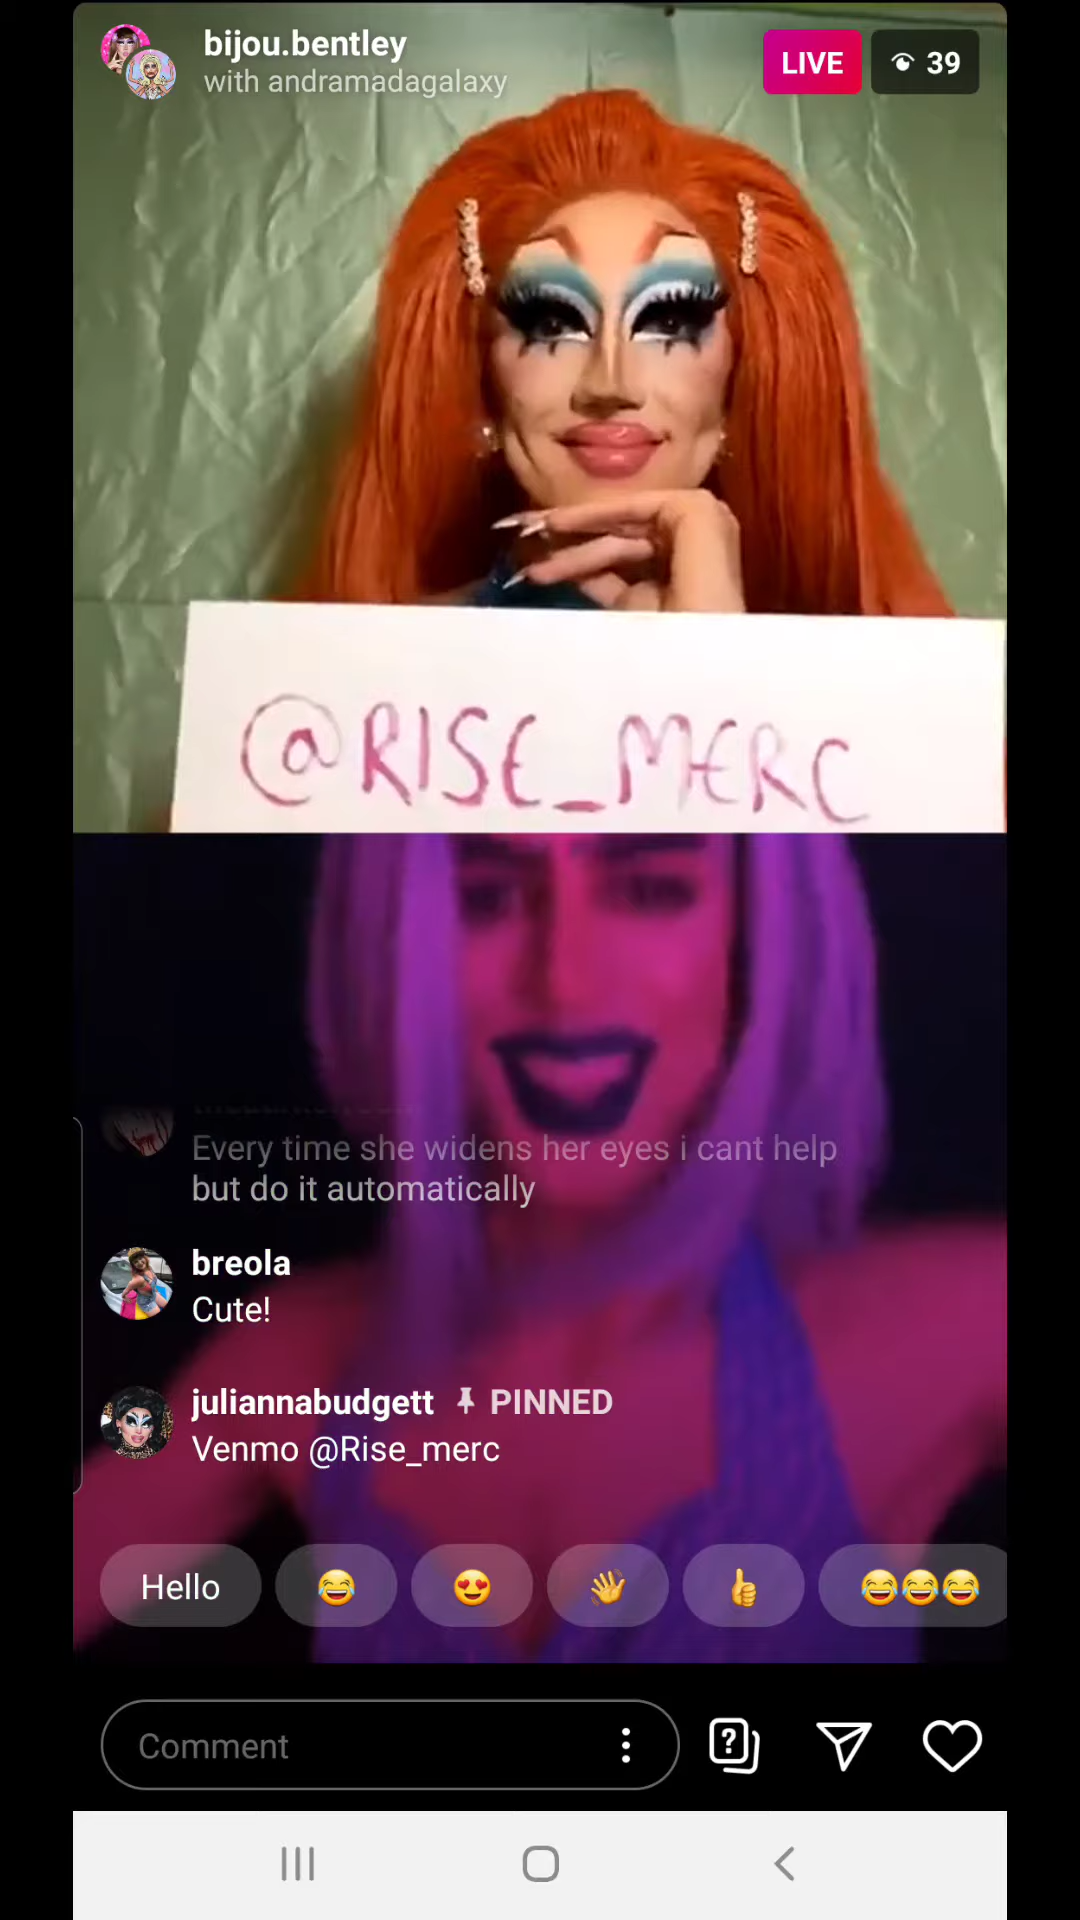 bijou.bentley
with andramadagalaxy
LIVE
39
@RISE_MERC
Every time she widens her eyes i cant help
but do it automatically
breola
Cute!
juliannabudgett PINNED
Venmo @Rise_merc
Hello
Comment